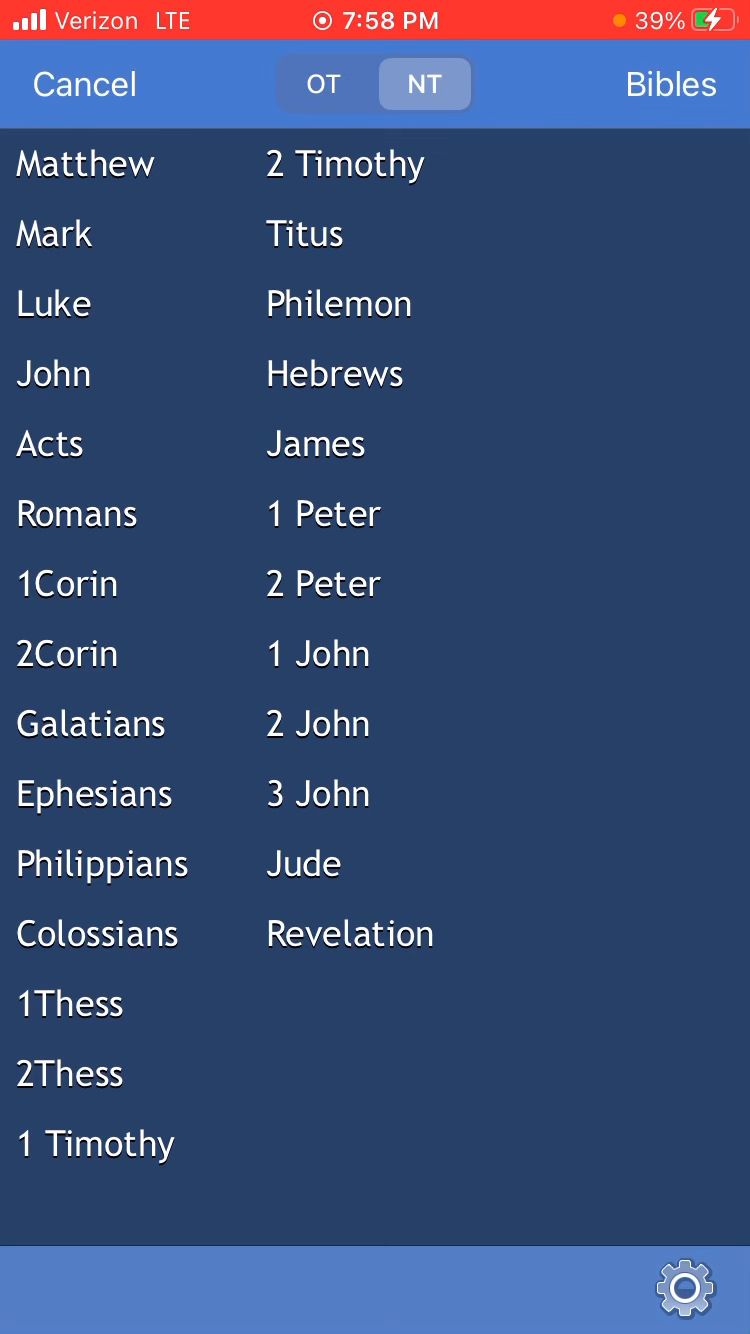 Verizon LTE 7:58 PM 39%
Cancel OT NT Bibles
Matthew
Mark
Luke
John
Acts
Romans
1Corin
2Corin
Galatians
Ephesians
Philippians
Colossians
1Thess
2Thess
1 Timothy
2 Timothy
Titus
Philemon
Hebrews
James
1 Peter
2 Peter
1 John
2 John
3 John
Jude
Revelation